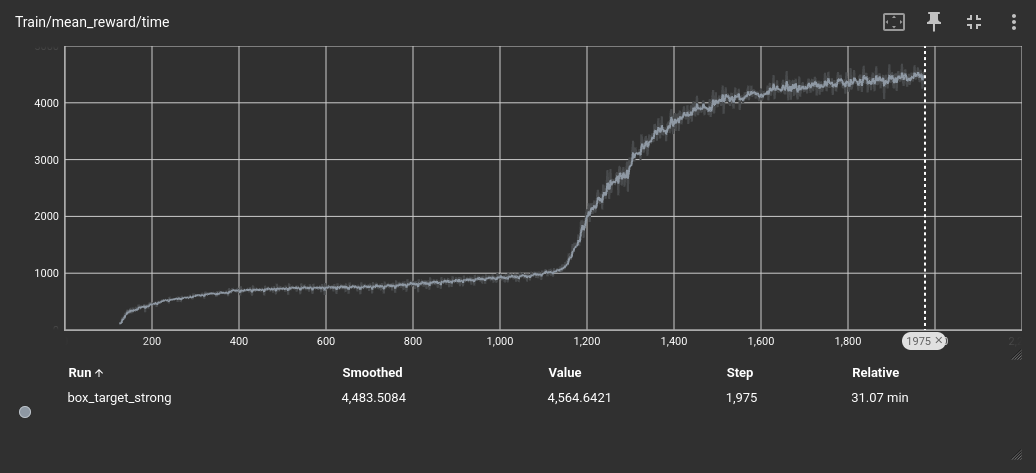 Train/mean_reward/time
4000
3000
2000
1000
200 400 600 800 1,000 1,200 1,400 1,600 1,800 1975 ×
Run ↑ Smoothed Value Step Relative
box_target_strong 4,483.5084 4,564.6421 1,975 31.07 min